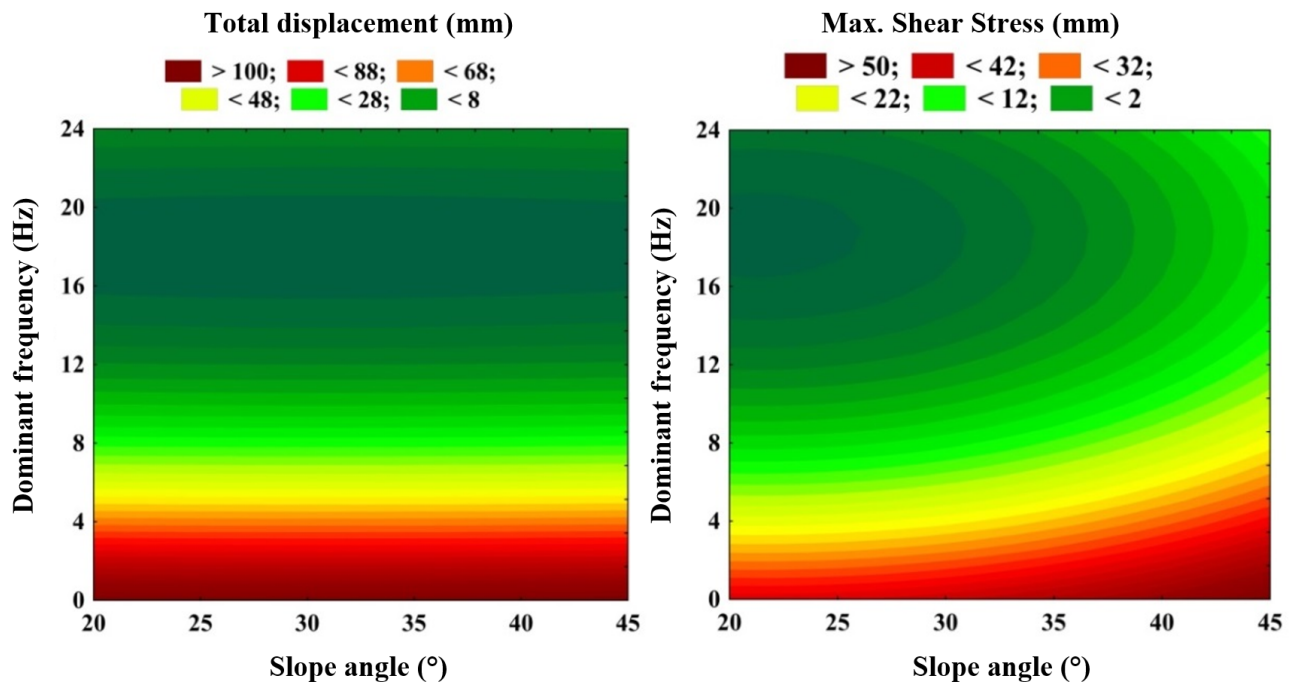 Total displacement (mm)
> 100; < 88; < 68;
< 48; < 28; < 8
24
20
16
12
8
4
0
Dominant frequency (Hz)
20 25 30 35 40 45
Slope angle (°)
Max. Shear Stress (mm)
> 50; < 42; < 32;
< 22; < 12; < 2
24
20
16
12
8
4
0
Dominant frequency (Hz)
20 25 30 35 40 45
Slope angle (°)